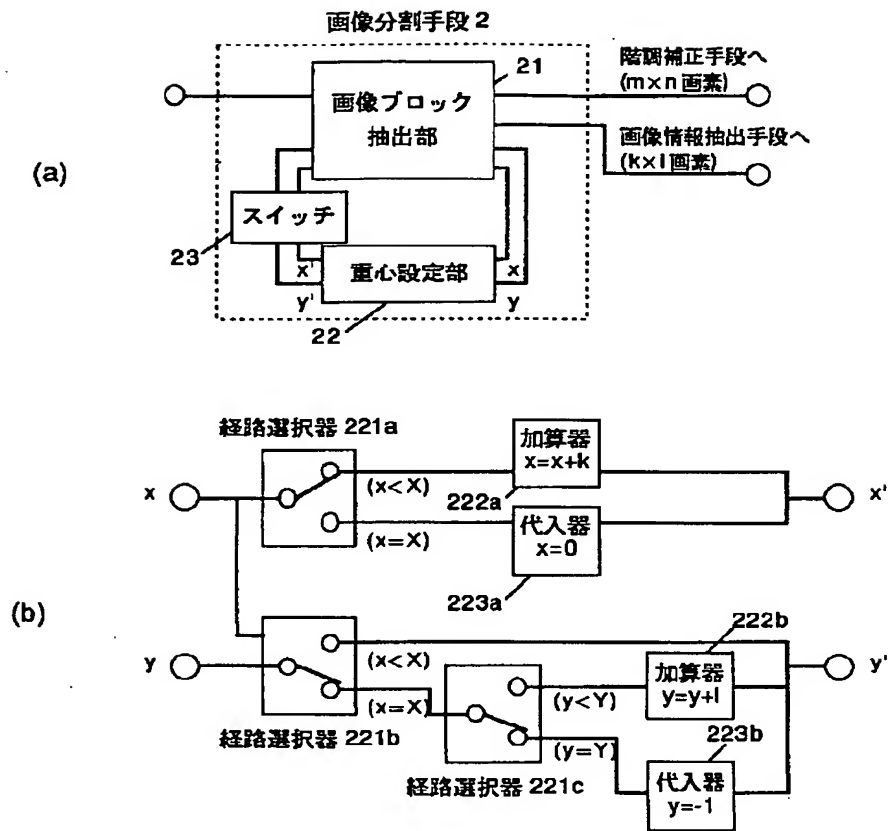 画像分割手段 2
21
階調補正手段へ
(m×n 画素)
画像ブロック
抽出部
画像情報抽出手段へ
(k×l 画素)
(a)
スイッチ
23
x'
重心設定部
x
y'
y
22
経路選択器 221a
加算器
x=x+k
x
(x<X)
222a
x'
(x=X)
代入器
x=0
223a
(b)
222b
y
(x<X)
加算器
y=y+l
y'
(x=X)
(y<Y)
223b
経路選択器 221b
(y=Y)
代入器
y=-1
経路選択器 221c